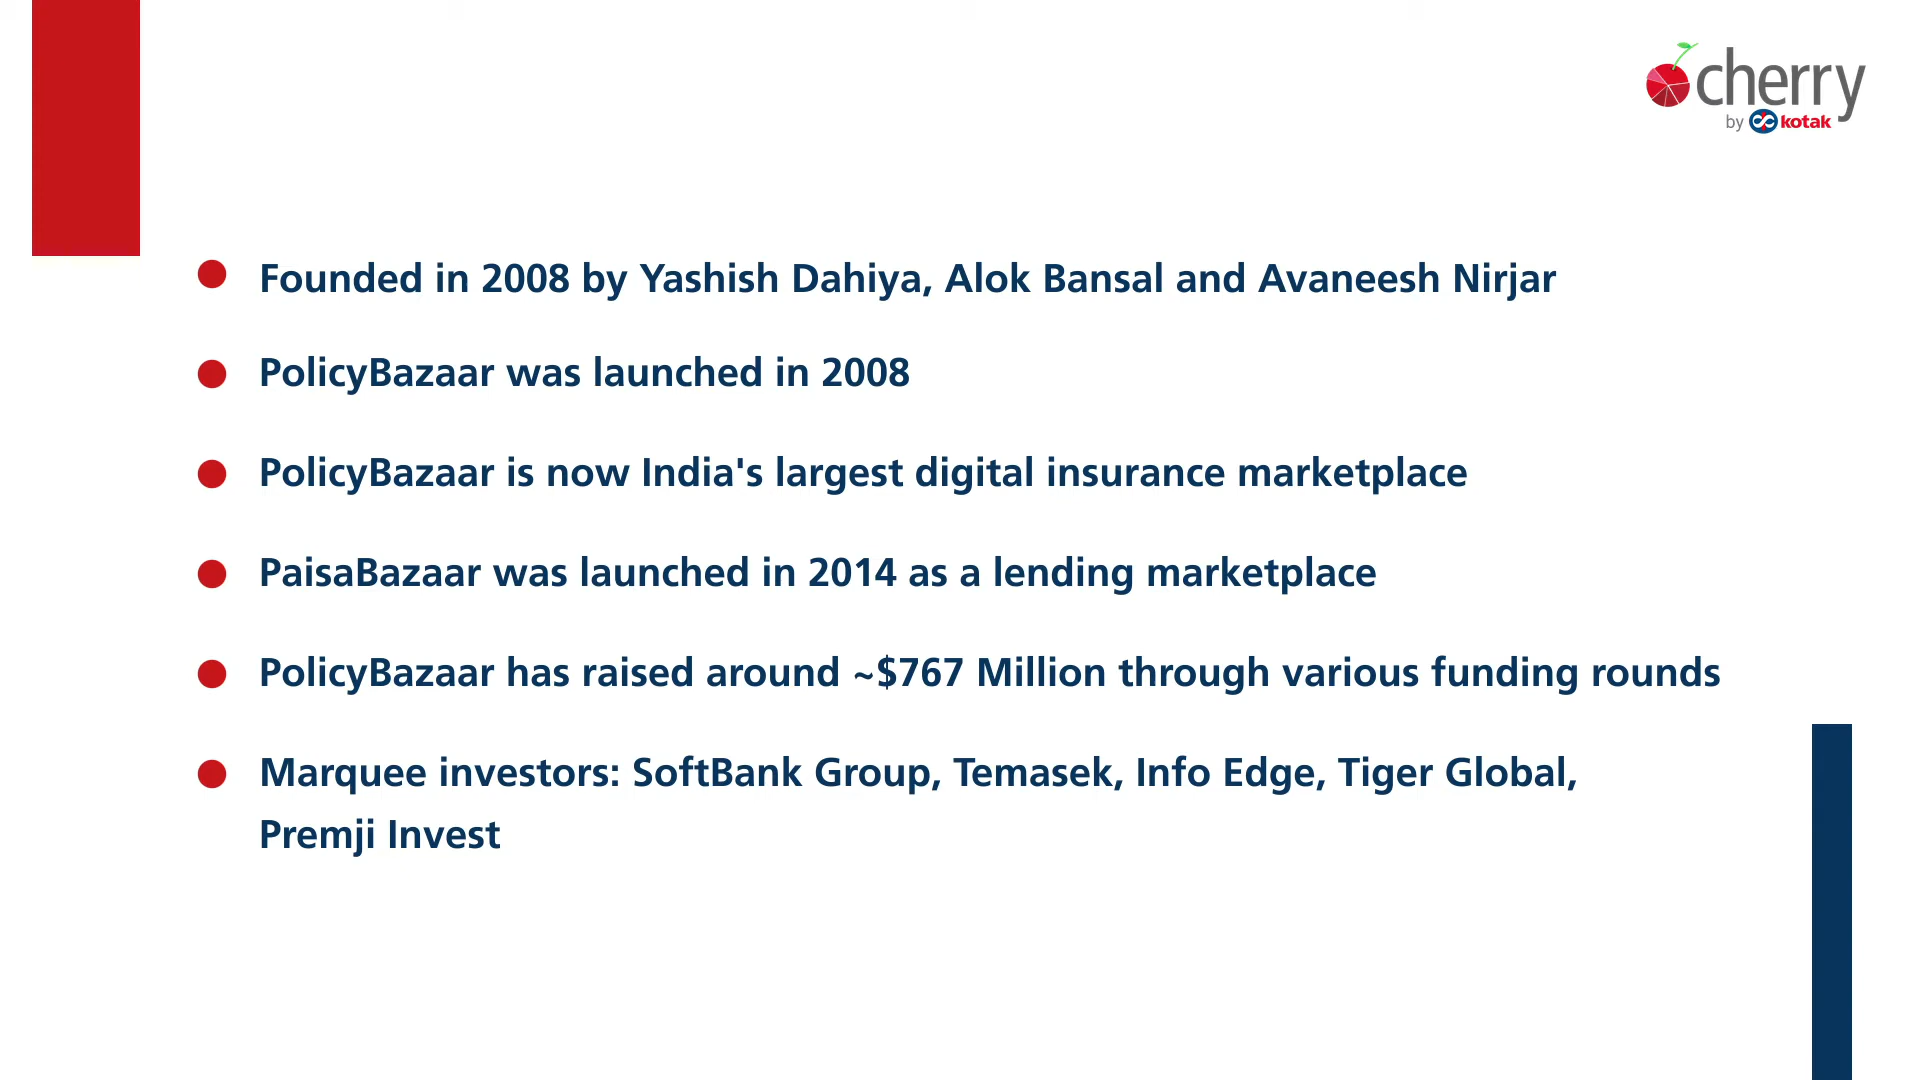 cherry
by kotak
Founded in 2008 by Yashish Dahiya, Alok Bansal and Avaneesh Nirjar
PolicyBazaar was launched in 2008
PolicyBazaar is now India's largest digital insurance marketplace
PaisaBazaar was launched in 2014 as a lending marketplace
PolicyBazaar has raised around ~$767 Million through various funding rounds
Marquee investors: SoftBank Group, Temasek, Info Edge, Tiger Global,
Premji Invest